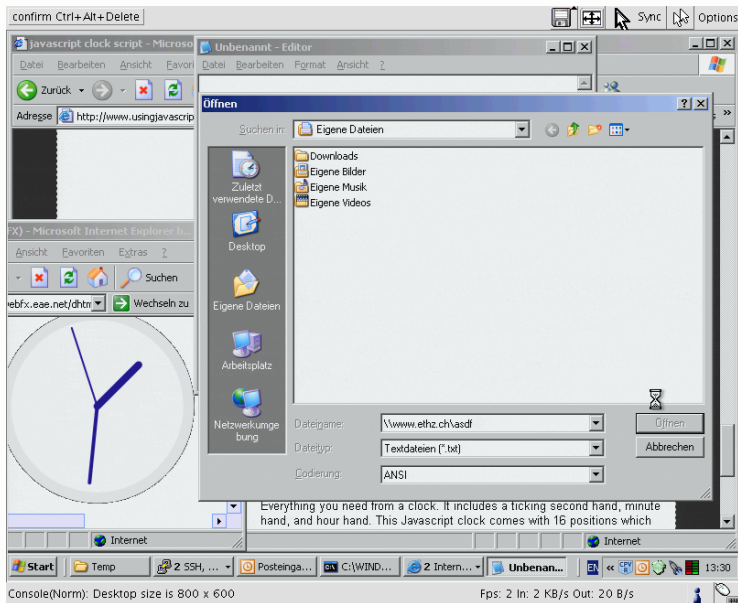 confirm Ctrl+Alt+Delete
Sync
Options
javascript clock script - Microso
Datei Bearbeiten Ansicht Favori
Zurück
Adresse http://www.usingjavascrip
»
Unbenannt - Editor
Datei Bearbeiten Format Ansicht ?
Öffnen
Suchen in:
Eigene Dateien
Zuletzt
verwendete D...
Desktop
Eigene Dateien
Arbeitsplatz
Netzwerkumge
bung
Downloads
Eigene Bilder
Eigene Musik
Eigene Videos
Dateiname:
\\www.ethz.ch\asdf
Öffnen
Dateityp:
Textdateien (*.txt)
Abbrechen
Codierung:
ANSI
FX) - Microsoft Internet Explorer b...
Ansicht Favoriten Extras ?
Suchen
ebfx.eae.net/dhtm
Wechseln zu
Internet
Everything you need from a clock. It includes a ticking second hand, minute
hand, and hour hand. This Javascript clock comes with 16 positions which
Internet
Start
Temp
2 SSH, ...
Posteinga...
C:\WIND...
2 Intern...
Unbenan...
EN
«
13:30
Console(Norm): Desktop size is 800 x 600
Fps: 2 In: 2 KB/s Out: 20 B/s